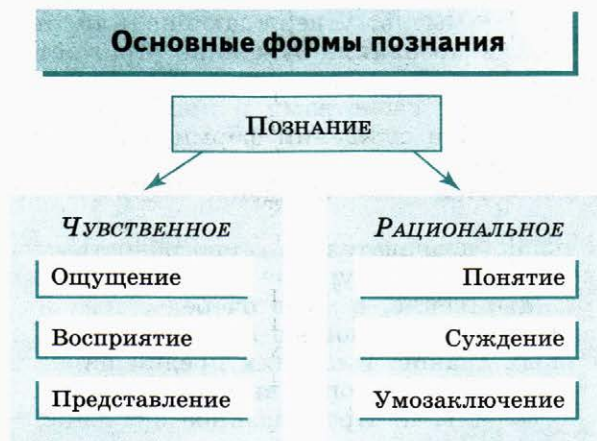 Основные формы познания
Познание
Чувственное
Ощущение
Восприятие
Представление
Рациональное
Понятие
Суждение
Умозаключение